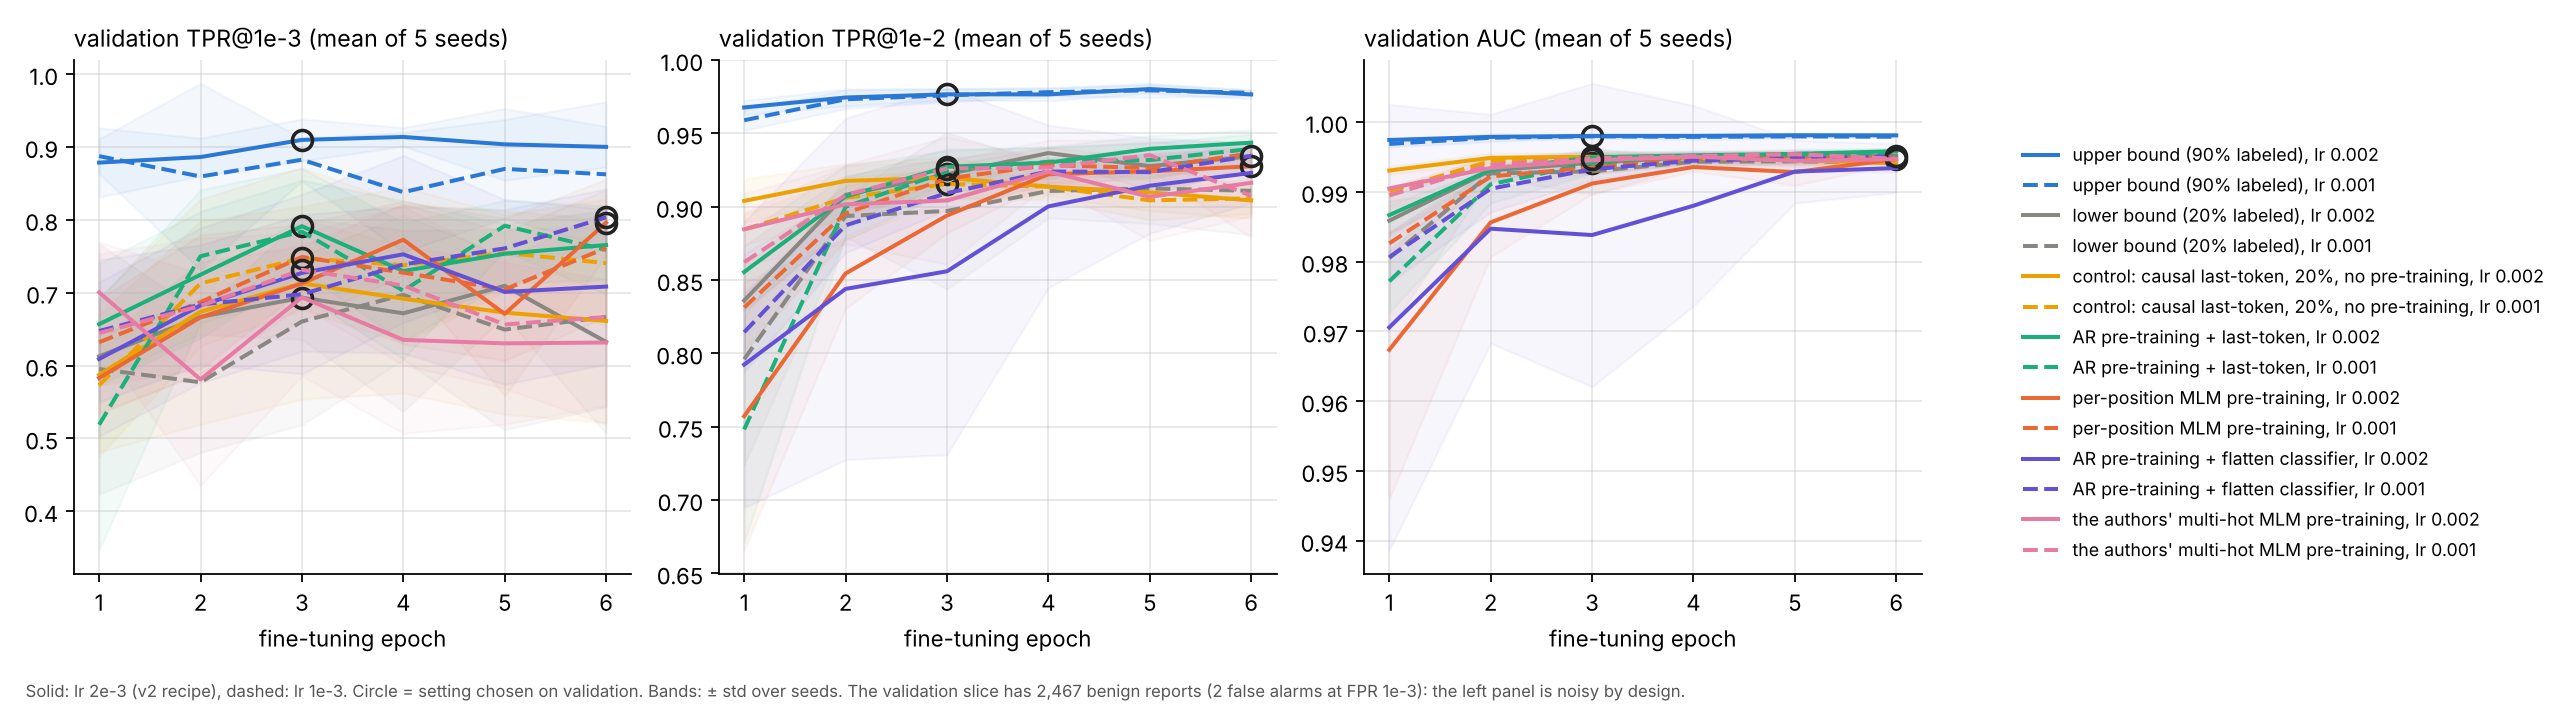 validation TPR@1e-3 (mean of 5 seeds)
1.0
0.9
0.8
0.7
0.6
0.5
0.4
1 2 3 4 5 6
fine-tuning epoch
validation TPR@1e-2 (mean of 5 seeds)
1.00
0.95
0.90
0.85
0.80
0.75
0.70
0.65
1 2 3 4 5 6
fine-tuning epoch
validation AUC (mean of 5 seeds)
1.00
0.99
0.98
0.97
0.96
0.95
0.94
1 2 3 4 5 6
fine-tuning epoch
upper bound (90% labeled), lr 0.002
upper bound (90% labeled), lr 0.001
lower bound (20% labeled), lr 0.002
lower bound (20% labeled), lr 0.001
control: causal last-token, 20%, no pre-training, lr 0.002
control: causal last-token, 20%, no pre-training, lr 0.001
AR pre-training + last-token, lr 0.002
AR pre-training + last-token, lr 0.001
per-position MLM pre-training, lr 0.002
per-position MLM pre-training, lr 0.001
AR pre-training + flatten classifier, lr 0.002
AR pre-training + flatten classifier, lr 0.001
the authors' multi-hot MLM pre-training, lr 0.002
the authors' multi-hot MLM pre-training, lr 0.001
Solid: lr 2e-3 (v2 recipe), dashed: lr 1e-3. Circle = setting chosen on validation. Bands: ± std over seeds. The validation slice has 2,467 benign reports (2 false alarms at FPR 1e-3): the left panel is noisy by design.